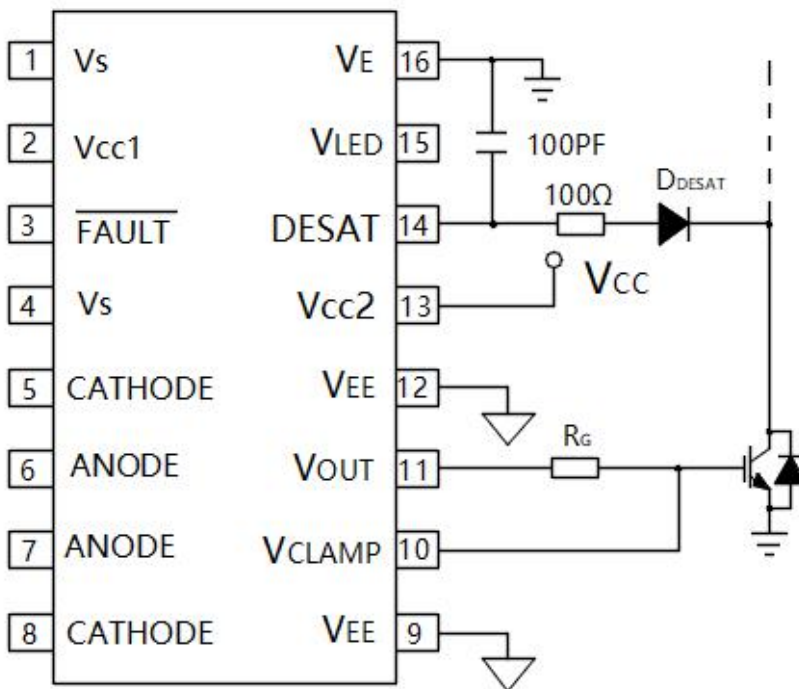 1 Vs VE 16
2 Vcc1 VLED 15
100PF
3 FAULT DESAT 14
100Ω DDESAT
4 Vs Vcc2 13
VCC
5 CATHODE VEE 12
6 ANODE VOUT 11
RG
7 ANODE VCLAMP 10
8 CATHODE VEE 9